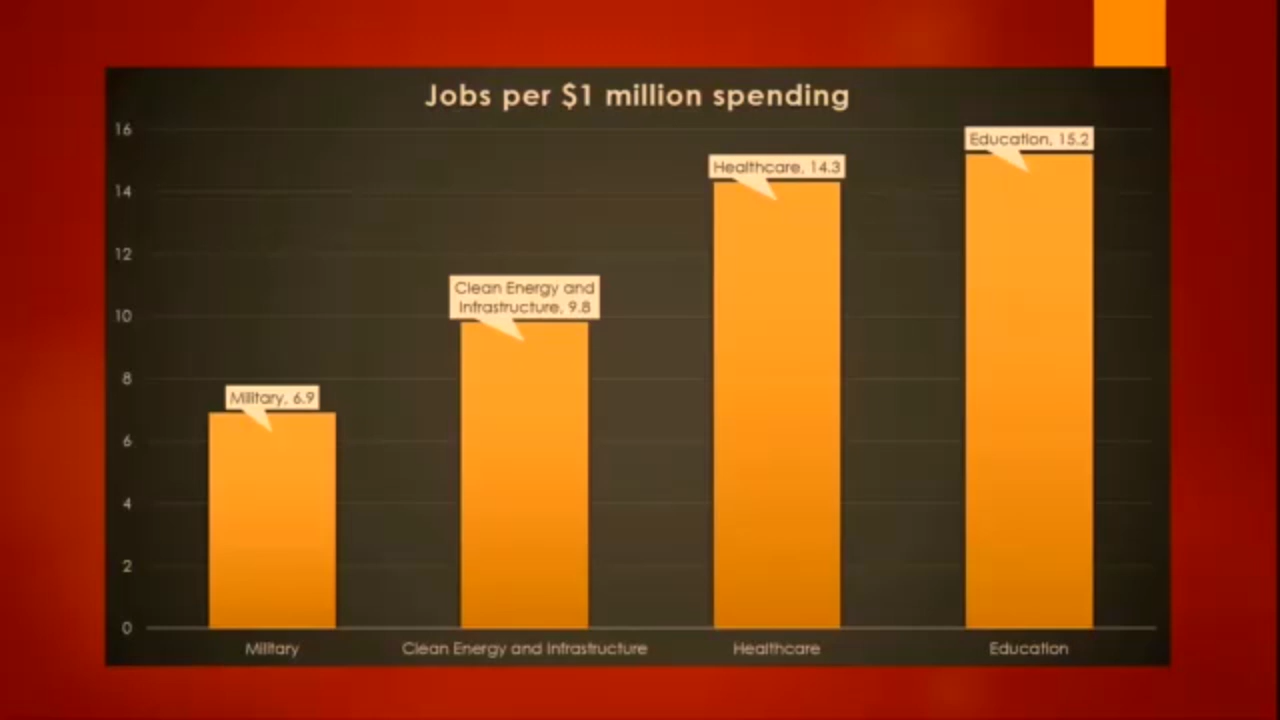 Jobs per $1 million spending
16
14
12
10
8
6
4
2
0
Military, 6.9
Clean Energy and
Infrastructure, 9.8
Healthcare, 14.3
Education, 15.2
Military
Clean Energy and Infrastructure
Healthcare
Education